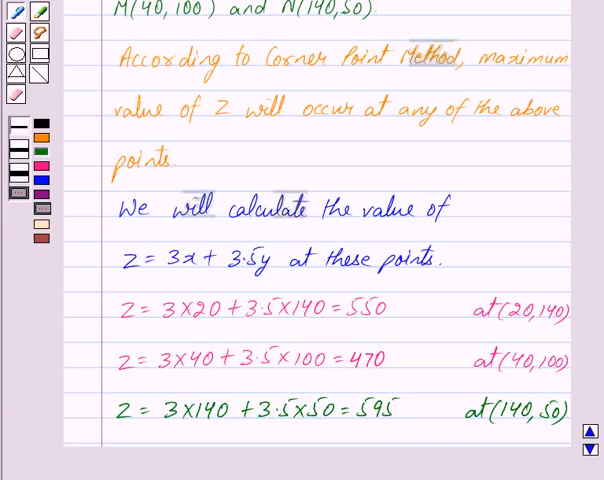 M(40,100) and N(140,50).
According to Corner Point Method, maximum
value of Z will occur at any of the above
points.
We will calculate the value of
Z = 3x + 3.5y at these points.
Z = 3×20 + 3.5×140 = 550 at (20,140)
Z = 3×40 + 3.5×100 = 470 at (40,100)
Z = 3×140 + 3.5×50 = 595 at (140,50)